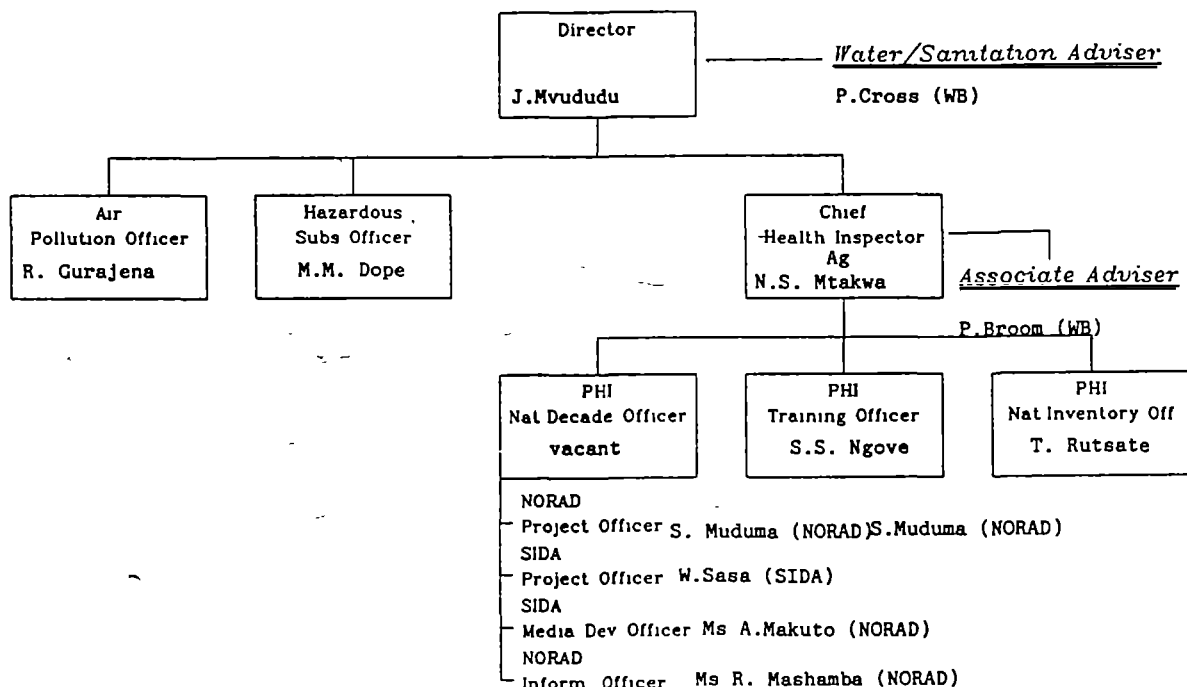 Director
J.Mvududu
Water/Sanitation Adviser
P.Cross (WB)
Air
Pollution Officer
R. Gurajena
Hazardous
Subs Officer
M.M. Dope
Chief
Health Inspector
Ag
N.S. Mtakwa
Associate Adviser
P.Broom (WB)
PHI
Nat Decade Officer
vacant
PHI
Training Officer
S.S. Ngove
PHI
Nat Inventory Off
T. Rutsate
NORAD
Project Officer S. Muduma (NORAD)S.Muduma (NORAD)
SIDA
Project Officer W.Sasa (SIDA)
SIDA
Media Dev Officer Ms A.Makuto (NORAD)
NORAD
Inform. Officer Ms R. Mashamba (NORAD)